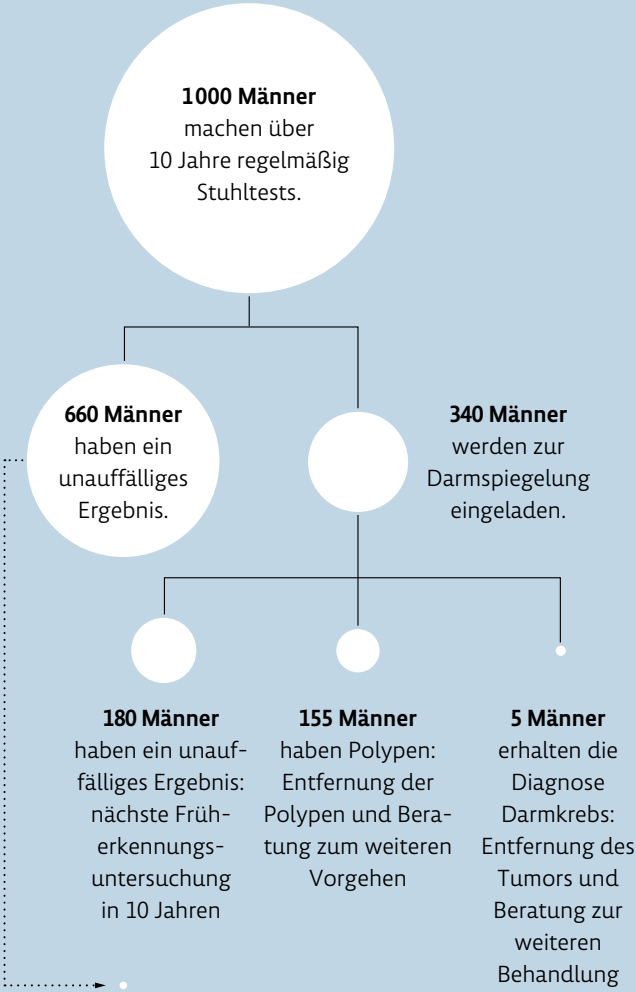 1000 Männer
machen über
10 Jahre regelmäßig
Stuhltests.
660 Männer
haben ein
unauffälliges
Ergebnis.
340 Männer
werden zur
Darmspiegelung
eingeladen.
180 Männer
haben ein unauf-
fälliges Ergebnis:
nächste Früh-
erkennungs-
untersuchung
in 10 Jahren
155 Männer
haben Polypen:
Entfernung der
Polypen und Bera-
tung zum weiteren
Vorgehen
5 Männer
erhalten die
Diagnose
Darmkrebs:
Entfernung des
Tumors und
Beratung zur
weiteren
Behandlung